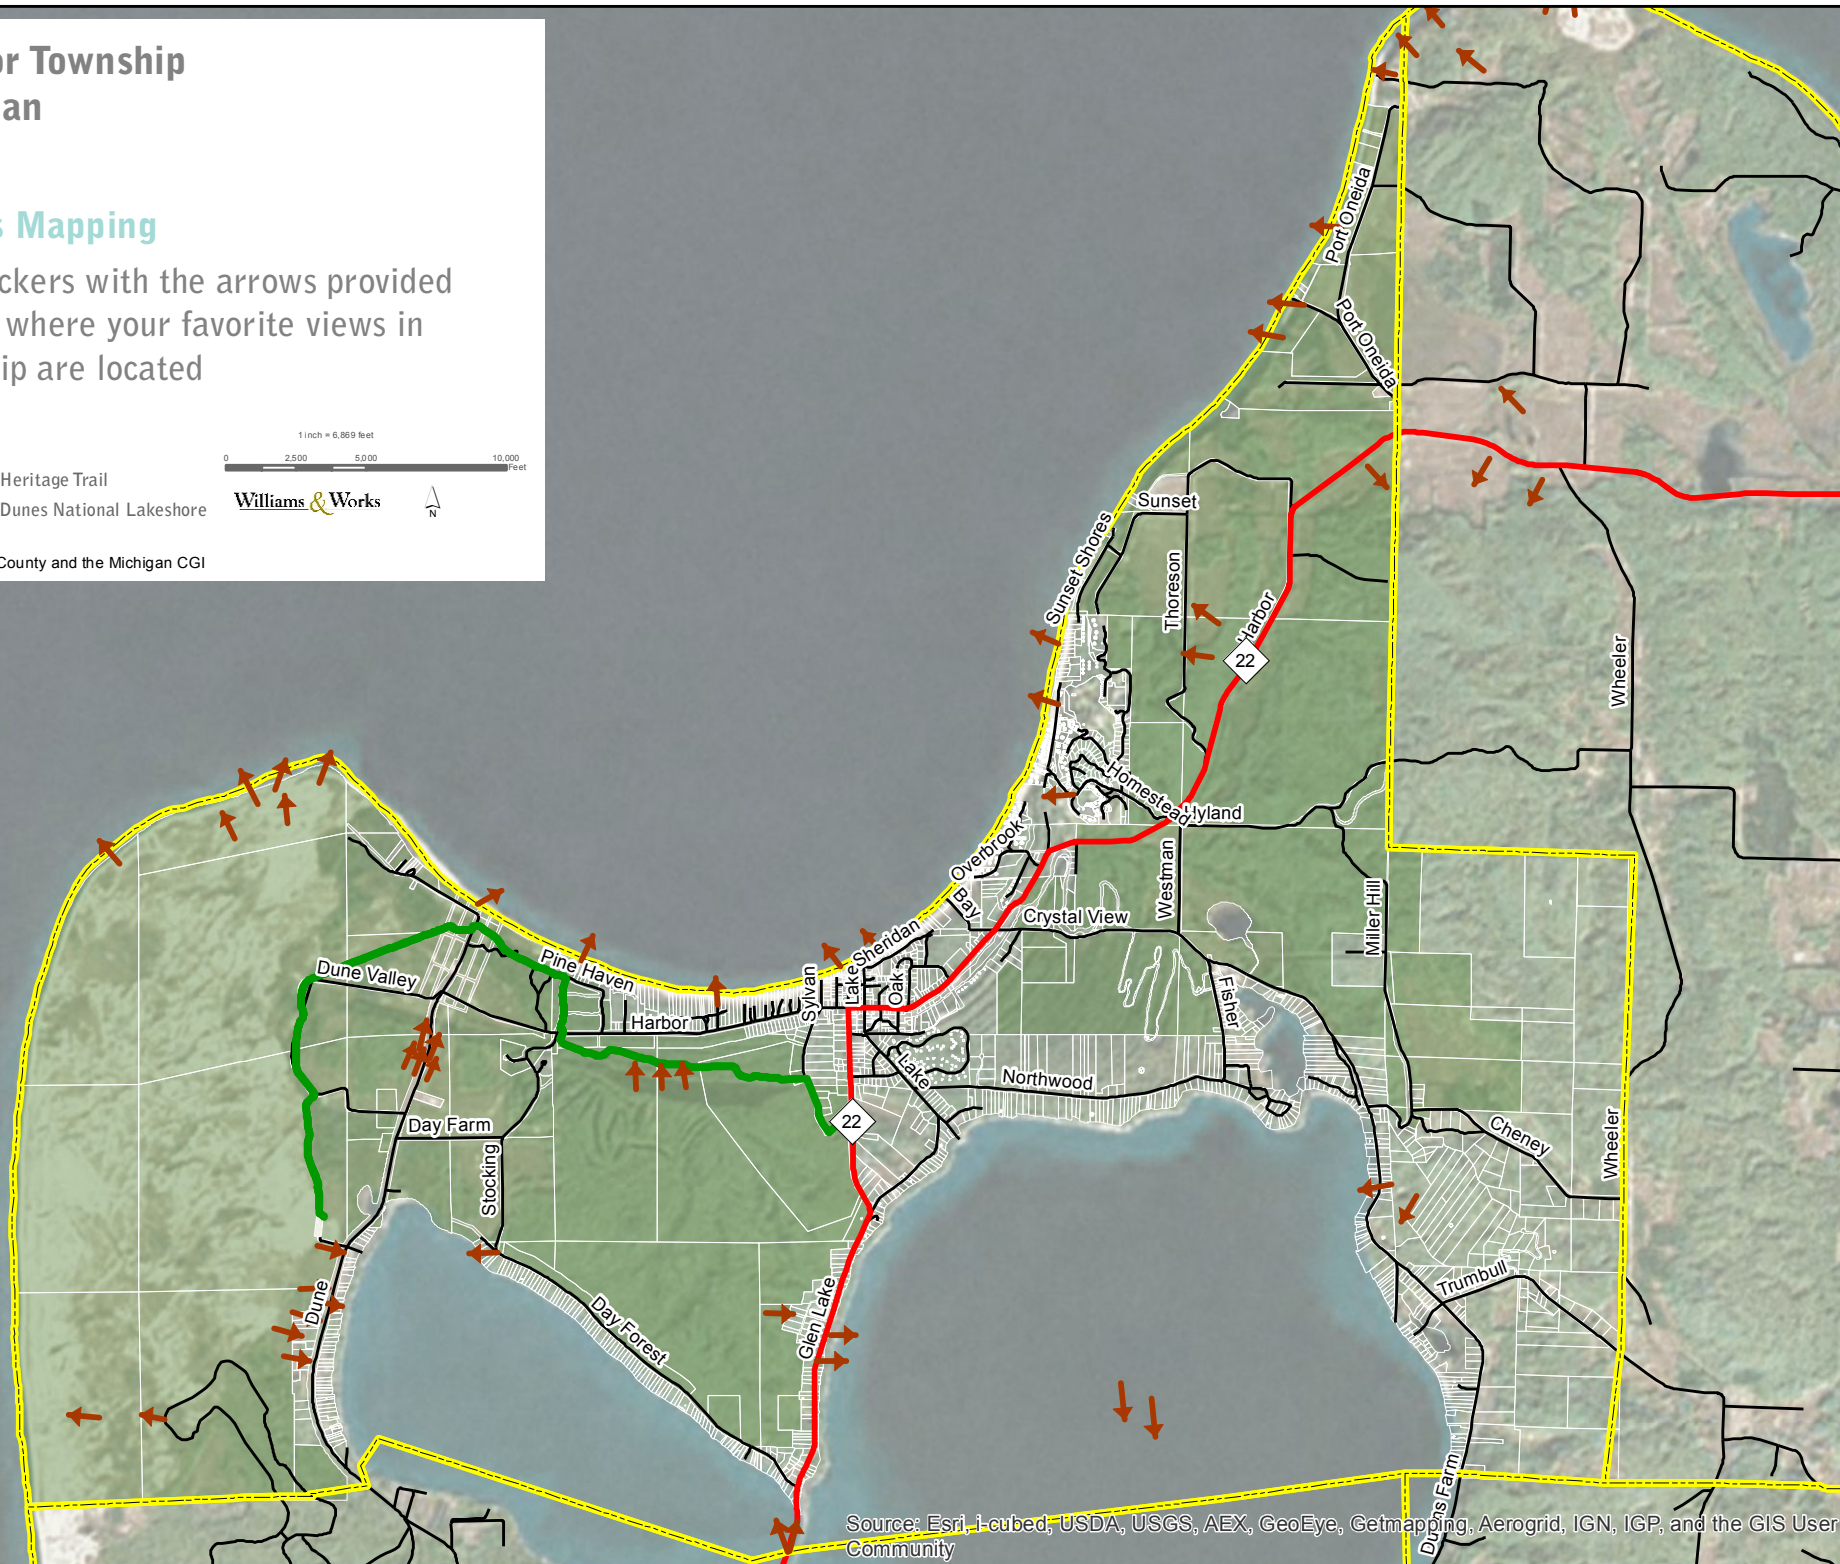 or Township
an
s Mapping
ckers with the arrows provided
where your favorite views in
ip are located
1 inch = 6,869 feet
0 2,500 5,000 10,000
Feet
Heritage Trail
Dunes National Lakeshore
Williams & Works
N
County and the Michigan CGI
Port Oneida
Port Oneida
Sunset
Sunset Shores
Thoreson
Harbor
22
Wheeler
Homestead
Hyland
Overbrook
Bay
Westman
Crystal View
Miller Hill
Sheridan
Pine Haven
Dune Valley
Sylvan
Lake
Oak
Fisher
Harbor
Lake
Northwood
22
Day Farm
Cheney
Wheeler
Stocking
Trumbull
Dune
Day Forest
Glen Lake
Dunns Farm
Source: Esri, i-cubed, USDA, USGS, AEX, GeoEye, Getmapping, Aerogrid, IGN, IGP, and the GIS User
Community